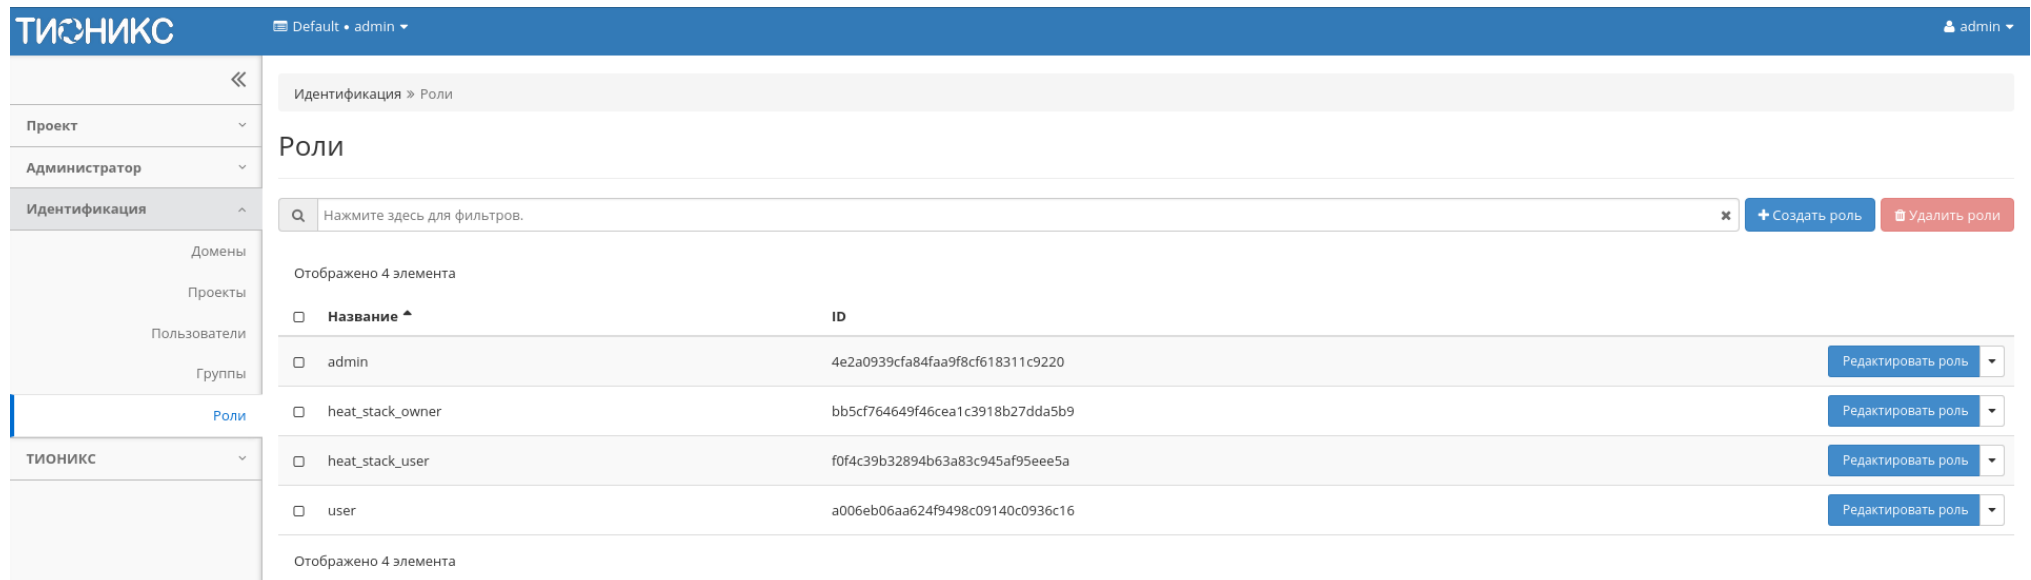 ТИОНИКС
Default • admin
admin
Проект
Администратор
Идентификация
Домены
Проекты
Пользователи
Группы
Роли
ТИОНИКС
Идентификация » Роли
Роли
Нажмите здесь для фильтров.
Создать роль
Удалить роли
Отображено 4 элемента
Название ID
admin 4e2a0939cfa84faa9f8cf618311c9220 Редактировать роль
heat_stack_owner bb5cf764649f46cea1c3918b27dda5b9 Редактировать роль
heat_stack_user f0f4c39b32894b63a83c945af95eee5a Редактировать роль
user a006eb06aa624f9498c09140c0936c16 Редактировать роль
Отображено 4 элемента